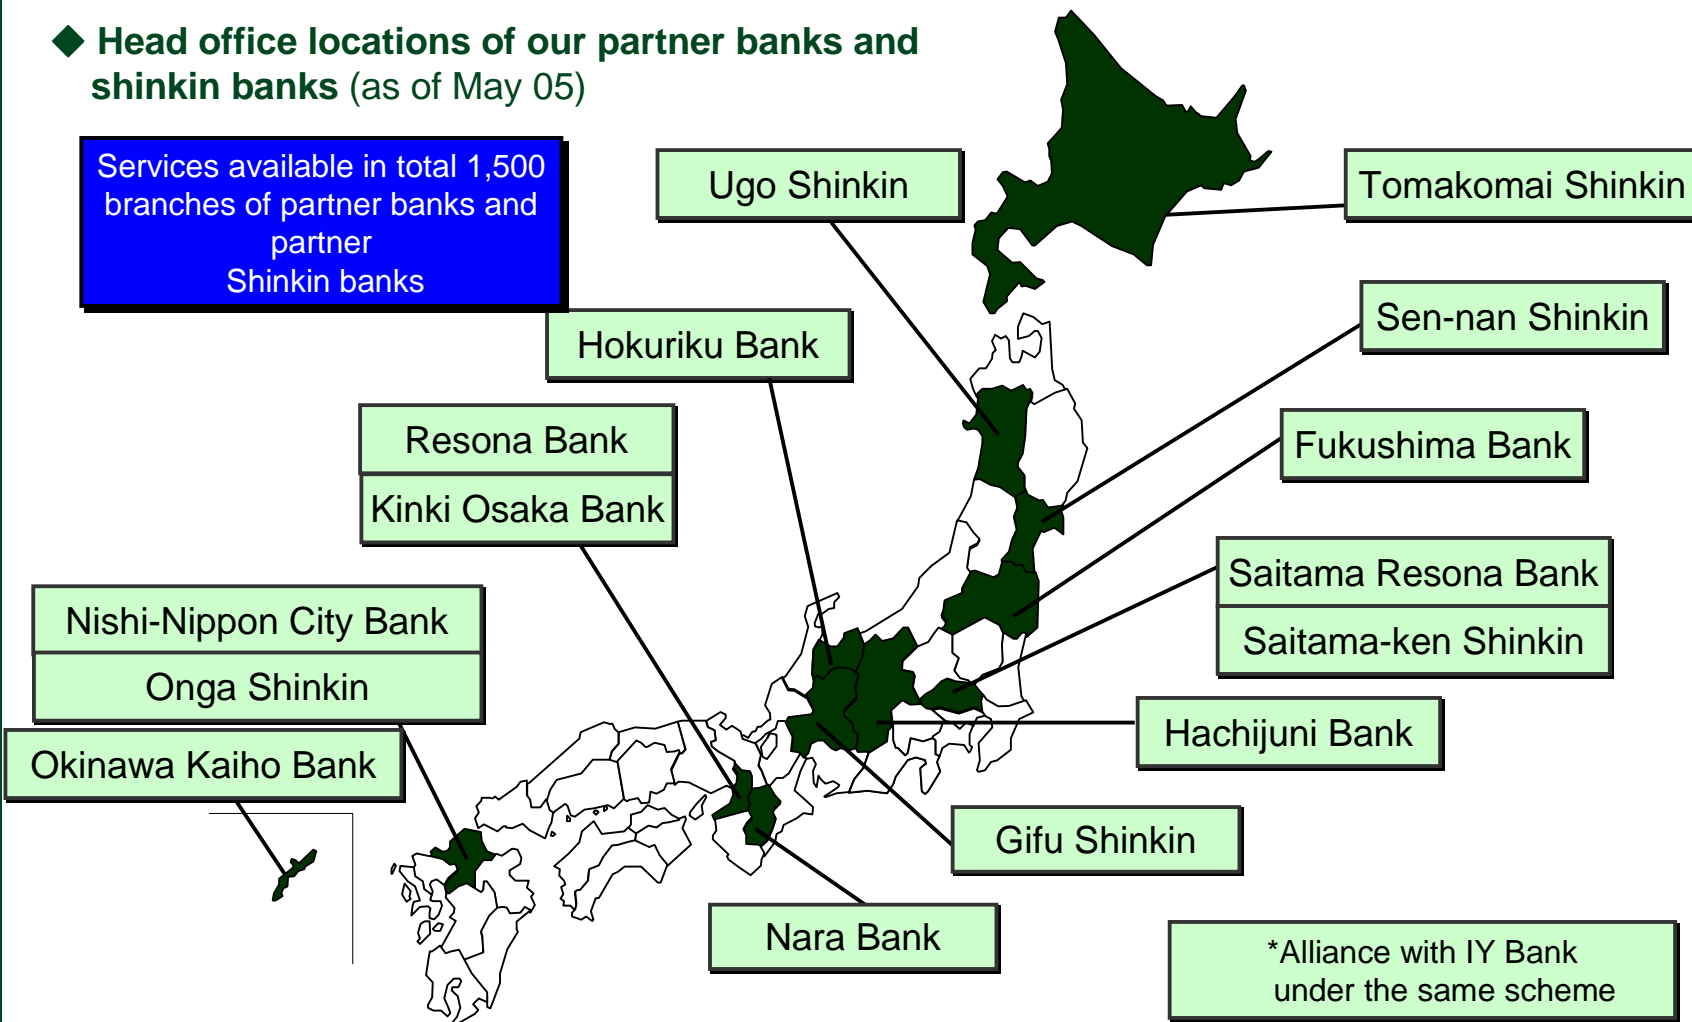 ◆ Head office locations of our partner banks and
shinkin banks (as of May 05)
Services available in total 1,500
branches of partner banks and
partner
Shinkin banks
Ugo Shinkin
Tomakomai Shinkin
Hokuriku Bank
Sen-nan Shinkin
Resona Bank
Kinki Osaka Bank
Fukushima Bank
Saitama Resona Bank
Saitama-ken Shinkin
Nishi-Nippon City Bank
Onga Shinkin
Okinawa Kaiho Bank
Hachijuni Bank
Gifu Shinkin
Nara Bank
*Alliance with IY Bank
under the same scheme